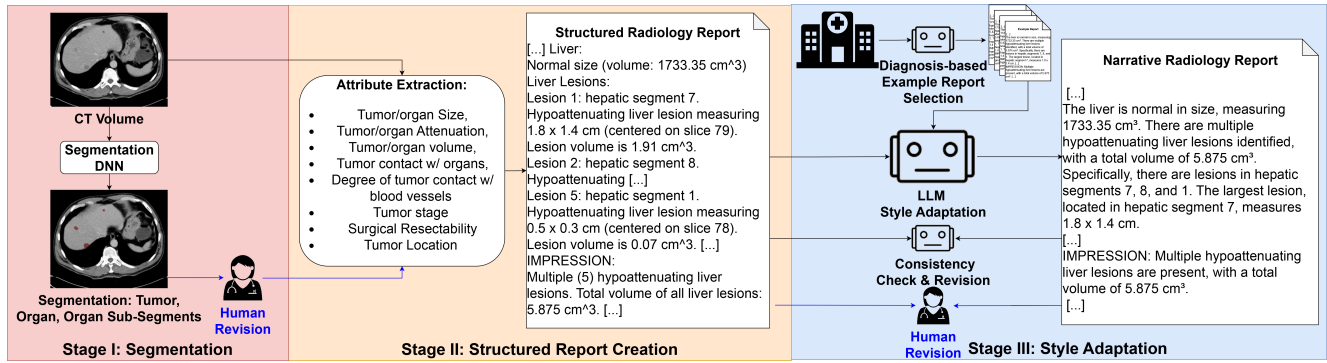 CT Volume
Segmentation
DNN
Segmentation: Tumor,
Organ, Organ Sub-Segments
Human
Revision
Stage I: Segmentation
Attribute Extraction:
• Tumor/organ Size,
• Tumor/organ Attenuation,
• Tumor/organ volume,
• Tumor contact w/ organs,
• Degree of tumor contact w/
blood vessels
• Tumor stage
• Surgical Resectability
• Tumor Location
Structured Radiology Report
[...] Liver:
Normal size (volume: 1733.35 cm^3)
Liver Lesions:
Lesion 1: hepatic segment 7.
Hypoattenuating liver lesion measuring
1.8 x 1.4 cm (centered on slice 79).
Lesion volume is 1.91 cm^3.
Lesion 2: hepatic segment 8.
Hypoattenuating [...]
Lesion 5: hepatic segment 1.
Hypoattenuating liver lesion measuring
0.5 x 0.3 cm (centered on slice 78).
Lesion volume is 0.07 cm^3. [...]
IMPRESSION:
Multiple (5) hypoattenuating liver
lesions. Total volume of all liver lesions:
5.875 cm^3. [...]
Stage II: Structured Report Creation
Diagnosis-based
Example Report
Selection
Example Report
LLM
Style Adaptation
Consistency
Check & Revision
Human
Revision
Narrative Radiology Report
[...]
The liver is normal in size, measuring
1733.35 cm³. There are multiple
hypoattenuating liver lesions identified,
with a total volume of 5.875 cm³.
Specifically, there are lesions in hepatic
segments 7, 8, and 1. The largest lesion,
located in hepatic segment 7, measures
1.8 x 1.4 cm.
[...]
IMPRESSION: Multiple hypoattenuating
liver lesions are present, with a total
volume of 5.875 cm³.
[...]
Stage III: Style Adaptation